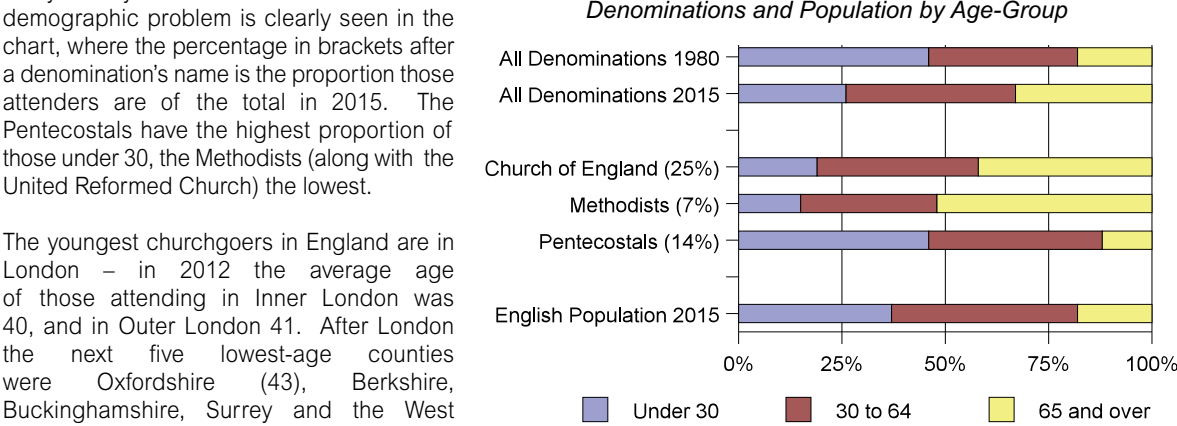 demographic problem is clearly seen in the
chart, where the percentage in brackets after
a denomination's name is the proportion those
attenders are of the total in 2015. The
Pentecostals have the highest proportion of
those under 30, the Methodists (along with the
United Reformed Church) the lowest.
The youngest churchgoers in England are in
London – in 2012 the average age
of those attending in Inner London was
40, and in Outer London 41. After London
the next five lowest-age counties
were Oxfordshire (43), Berkshire,
Buckinghamshire, Surrey and the West
Denominations and Population by Age-Group
All Denominations 1980
All Denominations 2015
Church of England (25%)
Methodists (7%)
Pentecostals (14%)
English Population 2015
0% 25% 50% 75% 100%
Under 30 30 to 64 65 and over